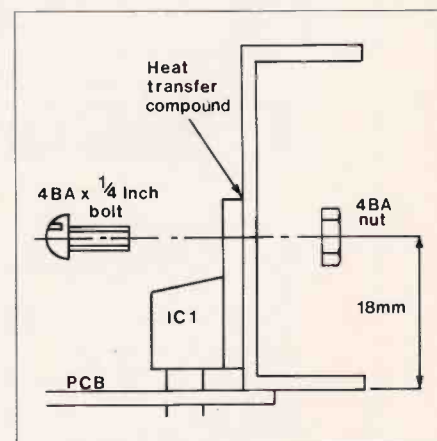 Heat
transfer
compound
4BA x 1/4 Inch
bolt
4BA
nut
IC1
18mm
PCB